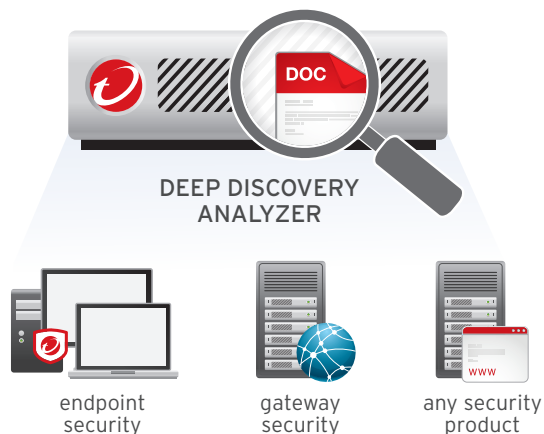 DOC
DEEP DISCOVERY
ANALYZER
www
endpoint
security
gateway
security
any security
product